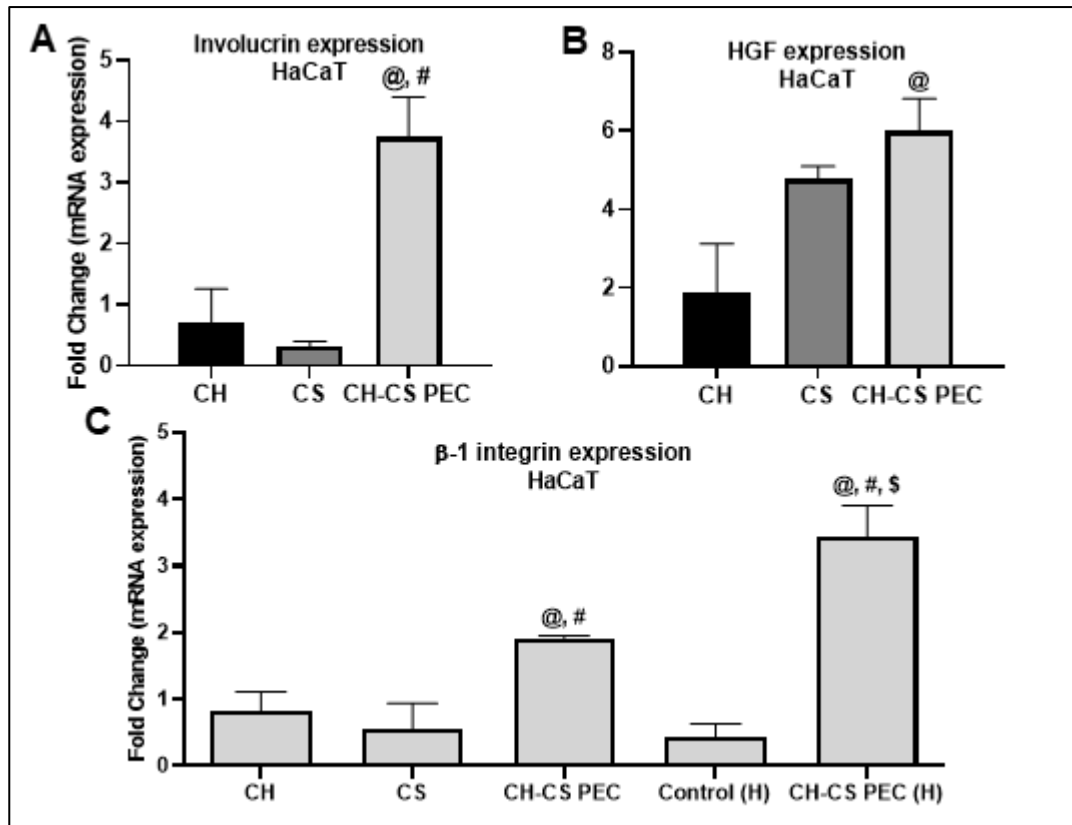 A
Involucrin expression
HaCaT
Fold Change (mRNA expression)
5
4
3
2
1
0
@, #
CH
CS
CH-CS PEC
B
HGF expression
HaCaT
8
6
4
2
0
@
CH
CS
CH-CS PEC
C
β-1 integrin expression
HaCaT
Fold Change (mRNA expression)
5
4
3
2
1
0
@, #
@, #, $
CH
CS
CH-CS PEC
Control (H)
CH-CS PEC (H)